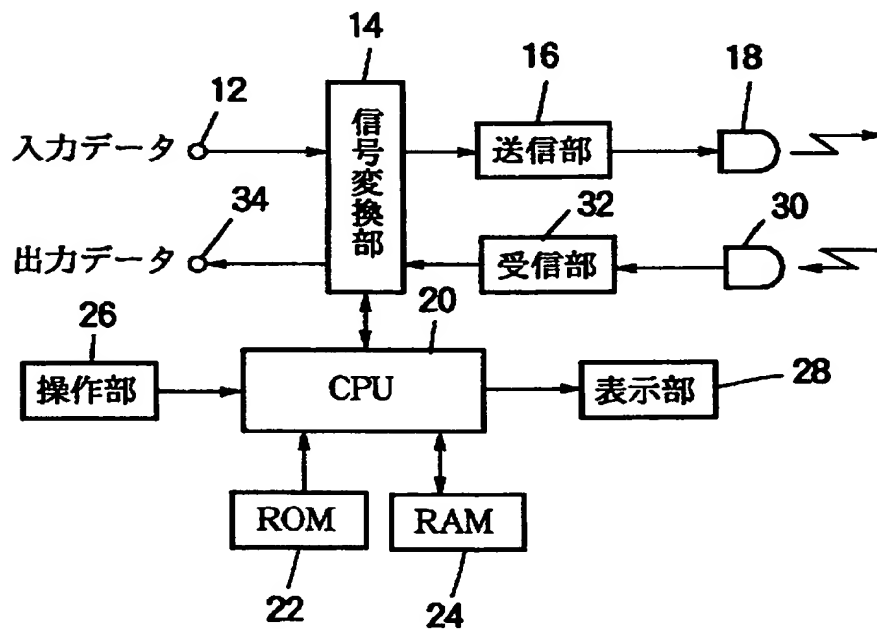 14
16
18
12
入力データ
信号変換部
送信部
34
32
30
出力データ
受信部
26
20
操作部
CPU
表示部
28
ROM
RAM
22
24